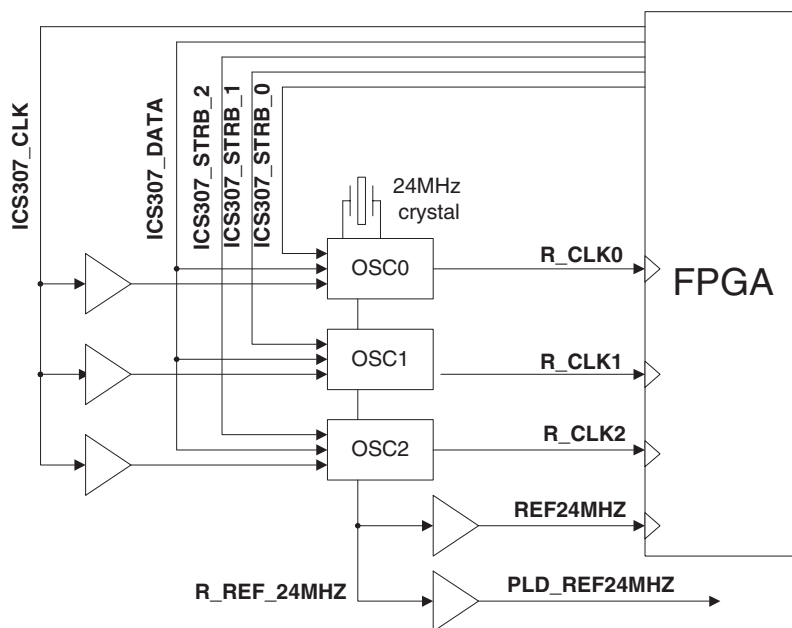 ICS307_CLK
ICS307_DATA
ICS307_STRB_2
ICS307_STRB_1
ICS307_STRB_0
24MHz
crystal
OSC0
R_CLK0
FPGA
OSC1
R_CLK1
OSC2
R_CLK2
REF24MHZ
R_REF_24MHZ
PLD_REF24MHZ